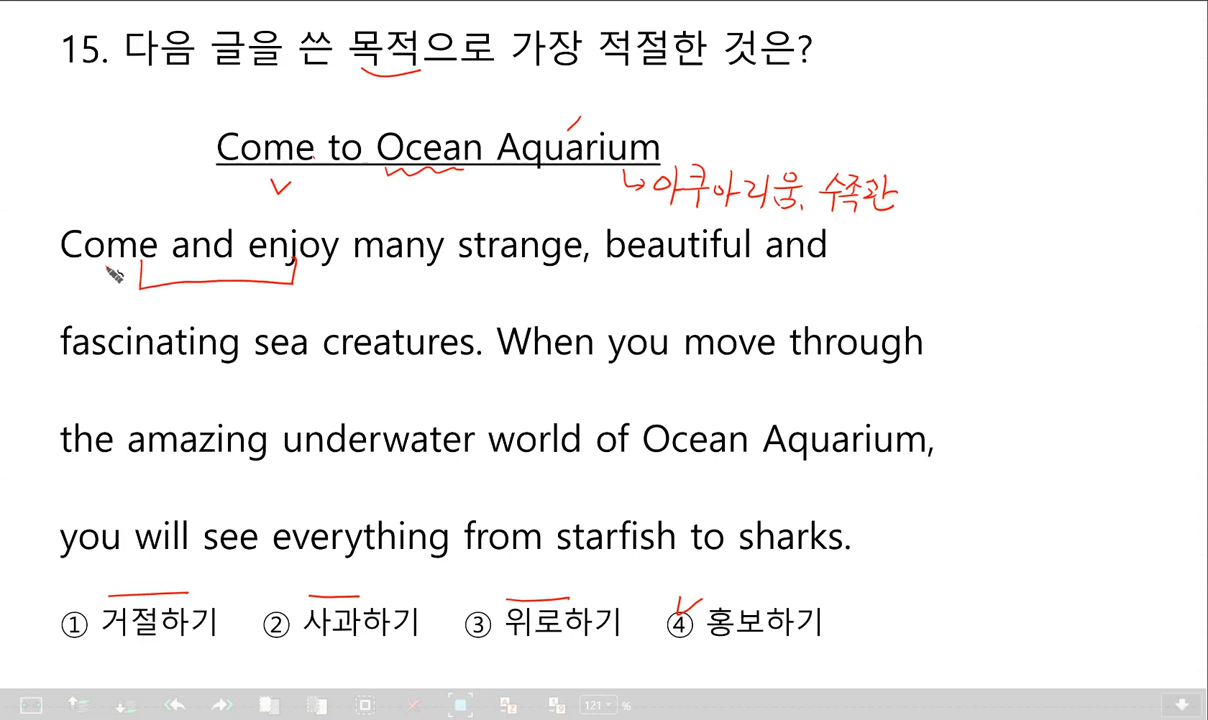 15. 다음 글을 쓴 목적으로 가장 적절한 것은?
Come to Ocean Aquarium
아쿠아리움, 수족관
Come and enjoy many strange, beautiful and
fascinating sea creatures. When you move through
the amazing underwater world of Ocean Aquarium,
you will see everything from starfish to sharks.
① 거절하기 ② 사과하기 ③ 위로하기 ④ 홍보하기
121 %